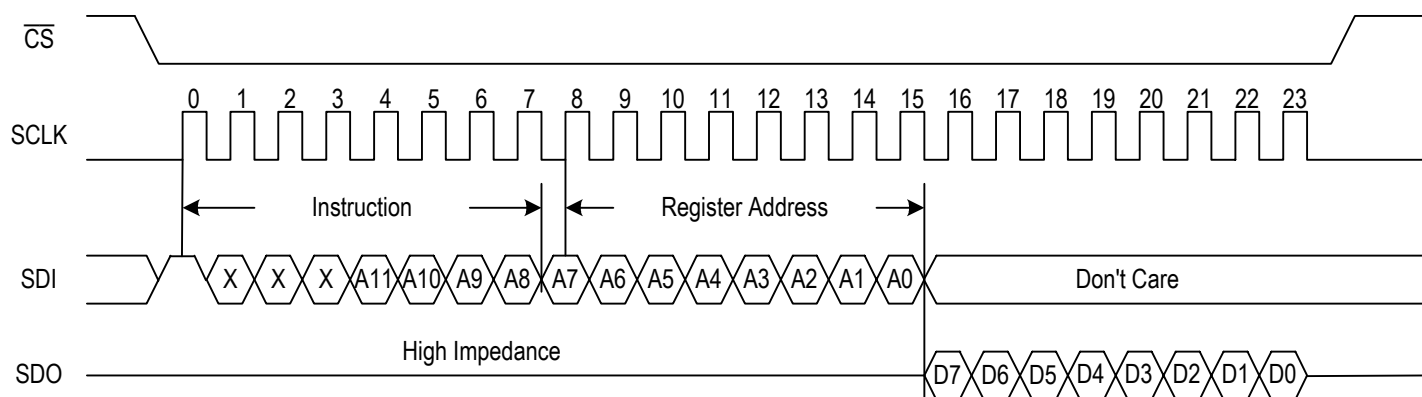 CS
0 1 2 3 4 5 6 7 8 9 10 11 12 13 14 15 16 17 18 19 20 21 22 23
SCLK
Instruction Register Address
SDI X X X A11 A10 A9 A8 A7 A6 A5 A4 A3 A2 A1 A0 Don't Care
High Impedance
SDO D7 D6 D5 D4 D3 D2 D1 D0